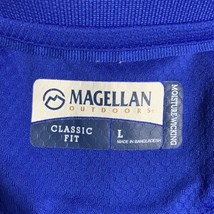 MAGELLAN
OUTDOORS
CLASSIC
FIT
L
MADE IN BANGLADESH
MOISTURE WICKING